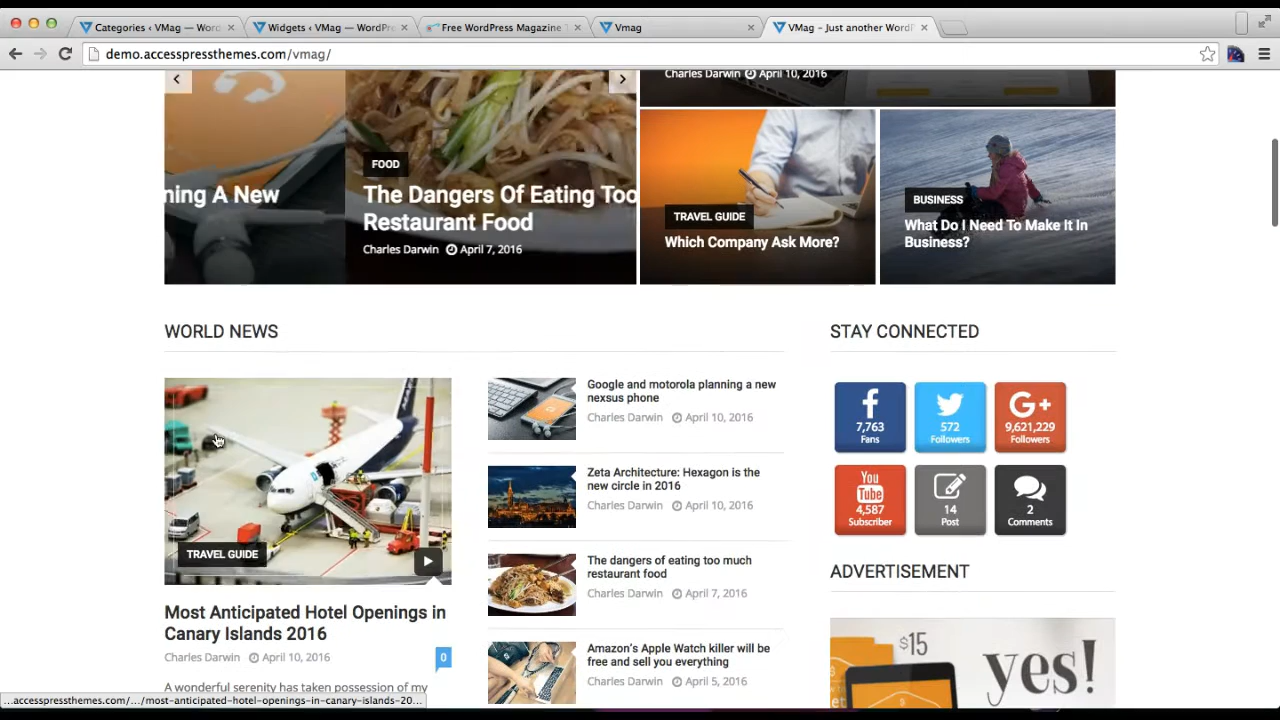 Categories ‹ VMag — Word
Widgets ‹ VMag — WordPr
Free WordPress Magazine T
Vmag
VMag – Just another WordP
demo.accesspressthemes.com/vmag/
Charles Darwin April 10, 2016
ning A New
FOOD
The Dangers Of Eating Too
Restaurant Food
Charles Darwin April 7, 2016
TRAVEL GUIDE
Which Company Ask More?
BUSINESS
What Do I Need To Make It In
Business?
WORLD NEWS
TRAVEL GUIDE
Most Anticipated Hotel Openings in
Canary Islands 2016
Charles Darwin April 10, 2016
0
A wonderful serenity has taken possession of my
Google and motorola planning a new
nexsus phone
Charles Darwin April 10, 2016
Zeta Architecture: Hexagon is the
new circle in 2016
Charles Darwin April 10, 2016
The dangers of eating too much
restaurant food
Charles Darwin April 7, 2016
Amazon's Apple Watch killer will be
free and sell you everything
Charles Darwin April 5, 2016
STAY CONNECTED
7,763
Fans
572
Followers
G+
9,621,229
Followers
You
Tube
4,587
Subscriber
14
Post
2
Comments
ADVERTISEMENT
$15
yes!
...accesspressthemes.com/.../most-anticipated-hotel-openings-in-canary-islands-20...